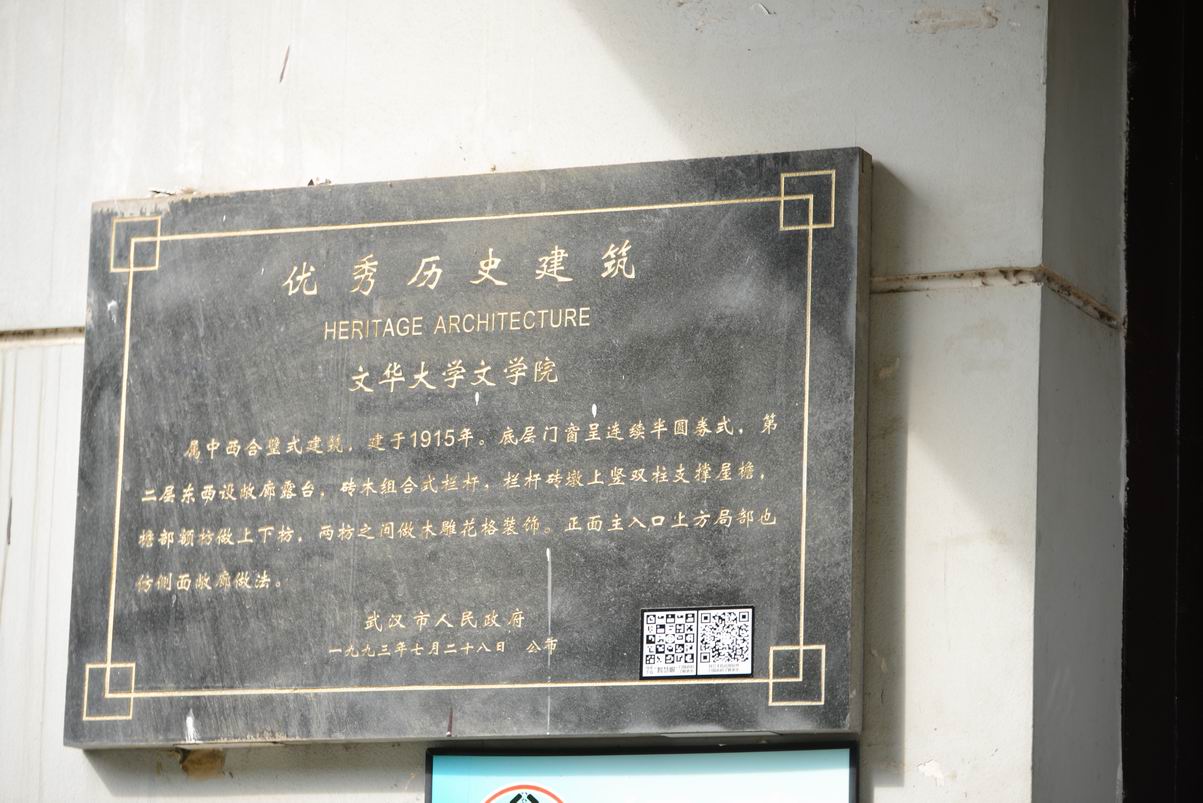 优秀历史建筑
HERITAGE ARCHITECTURE
文华大学文学院
属中西合璧式建筑，建于1915年。底层门窗呈连续半圆券式，第
二层东西设敞廊露台，砖木组合式栏杆，栏杆砖墩上竖双柱支撑屋檐，
檐部额枋做上下枋，两枋之间做木雕花格装饰。正面主入口上方局部也
仿侧面敞廊做法。
武汉市人民政府
一九九三年七月二十八日 公布